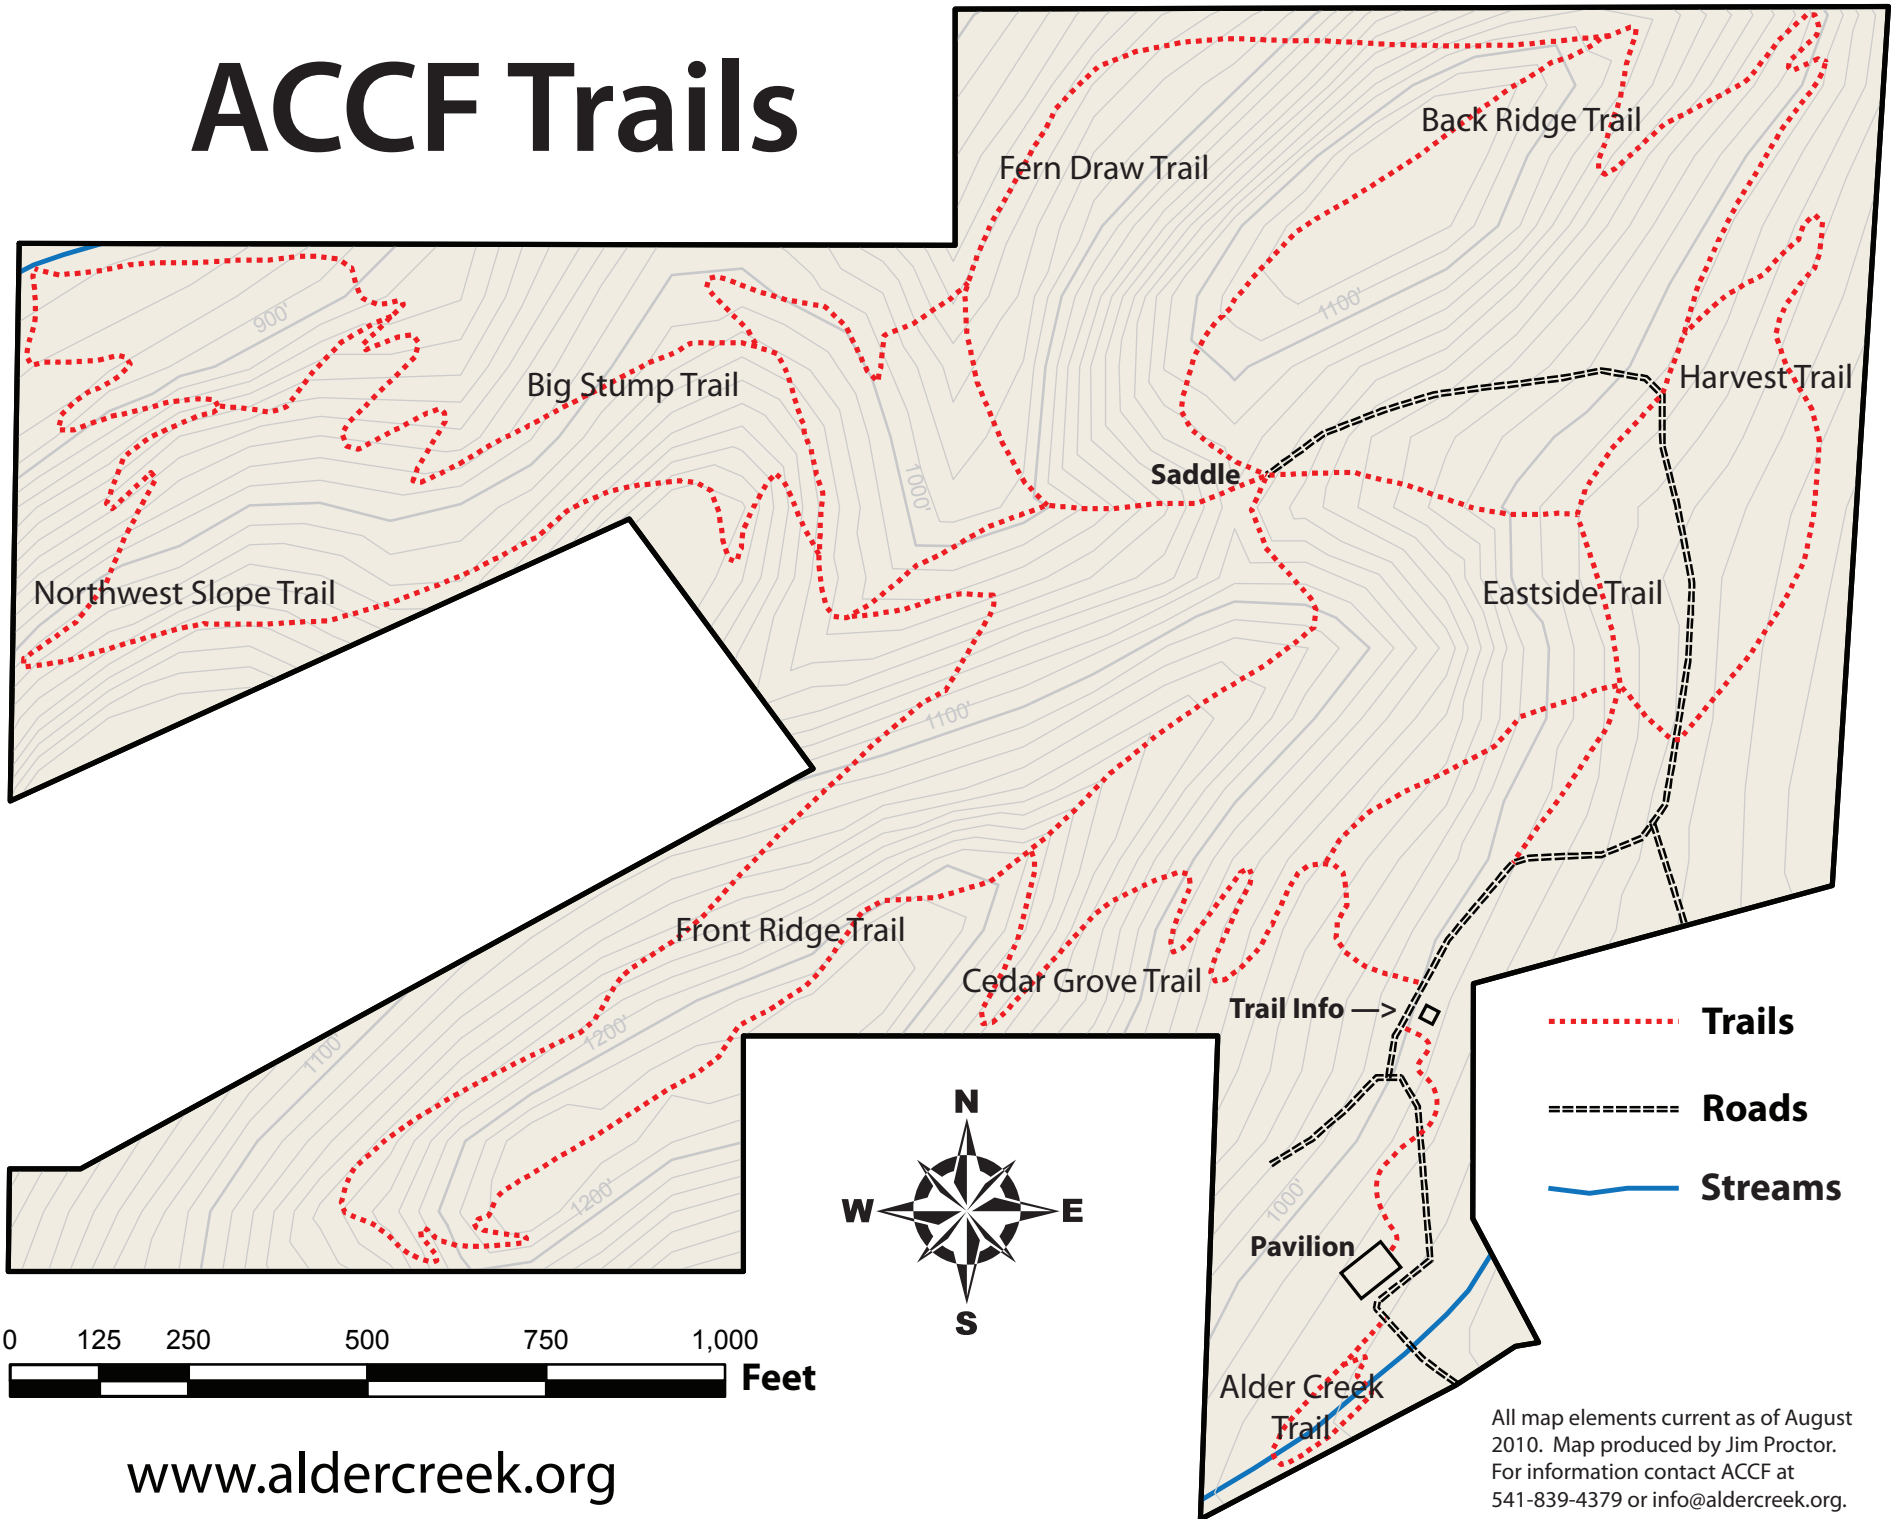 ACCF Trails
Back Ridge Trail
Fern Draw Trail
900'
1100'
Big Stump Trail
Harvest Trail
Saddle
1000'
Northwest Slope Trail
Eastside Trail
1100'
Front Ridge Trail
Cedar Grove Trail
Trail Info —>
1200'
1100'
Trails
Roads
Streams
N
W
E
S
1200'
1000'
Pavilion
0 125 250 500 750 1,000
Feet
Alder Creek
Trail
www.aldercreek.org
All map elements current as of August
2010. Map produced by Jim Proctor.
For information contact ACCF at
541-839-4379 or info@aldercreek.org.